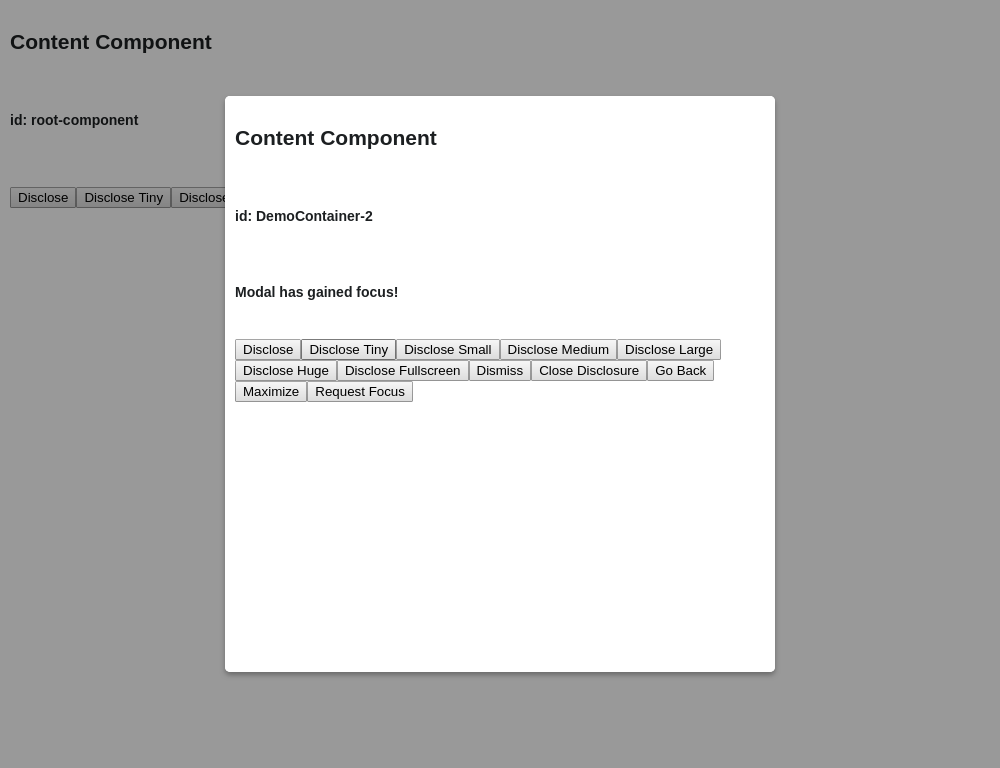 Content Component
id: root-component
Disclose Disclose Tiny Disclose
Content Component
id: DemoContainer-2
Modal has gained focus!
Disclose Disclose Tiny Disclose Small Disclose Medium Disclose Large
Disclose Huge Disclose Fullscreen Dismiss Close Disclosure Go Back
Maximize Request Focus